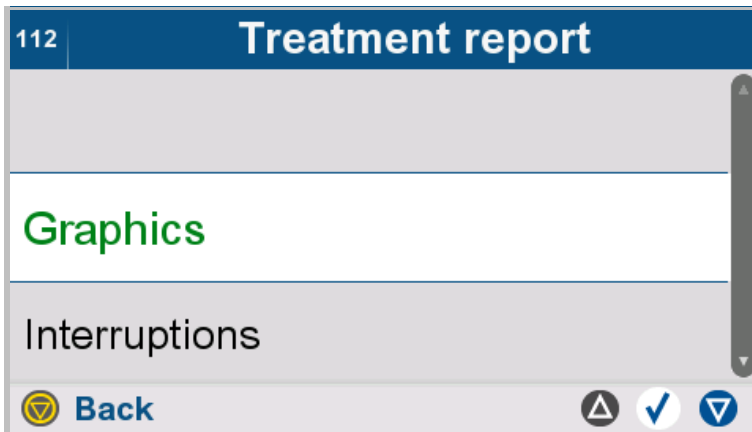 112
Treatment report
Graphics
Interruptions
Back